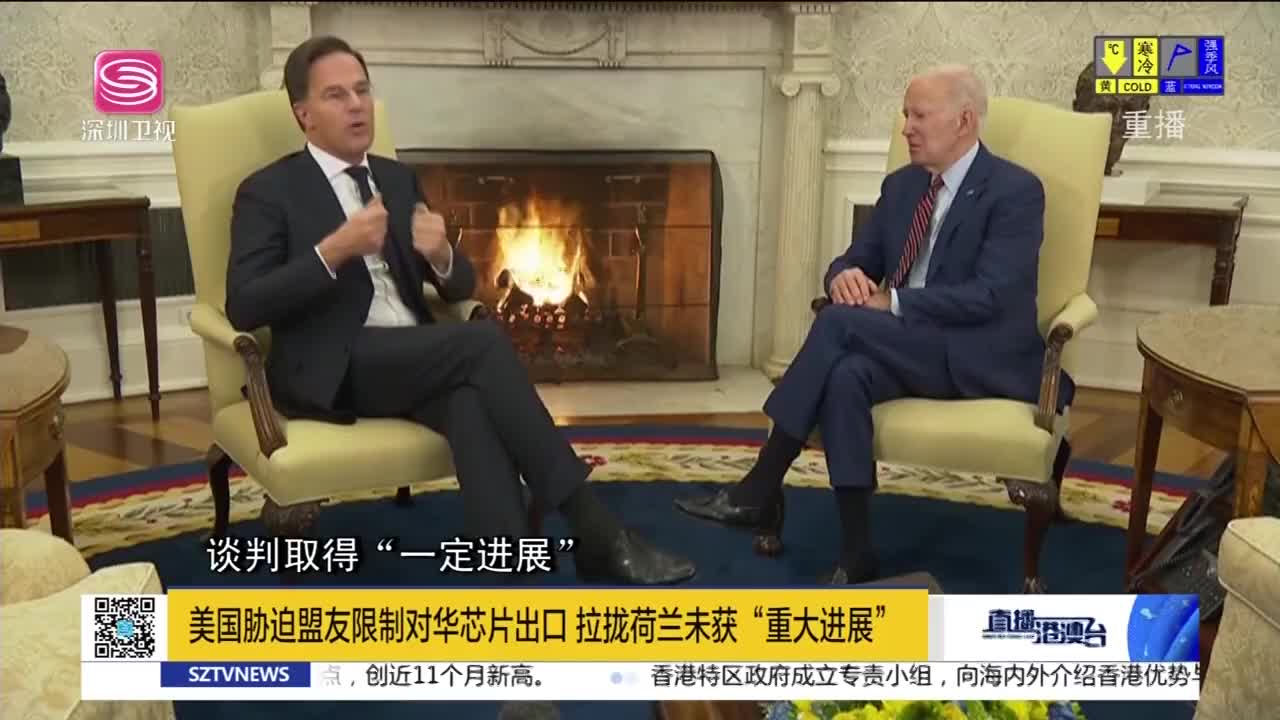 深圳卫视
℃
寒冷
强季风
黄
COLD
蓝
重播
谈判取得“一定进展”
美国胁迫盟友限制对华芯片出口 拉拢荷兰未获“重大进展”
直播港澳台
SZTVNEWS
点，创近11个月新高。
香港特区政府成立专责小组，向海内外介绍香港优势与